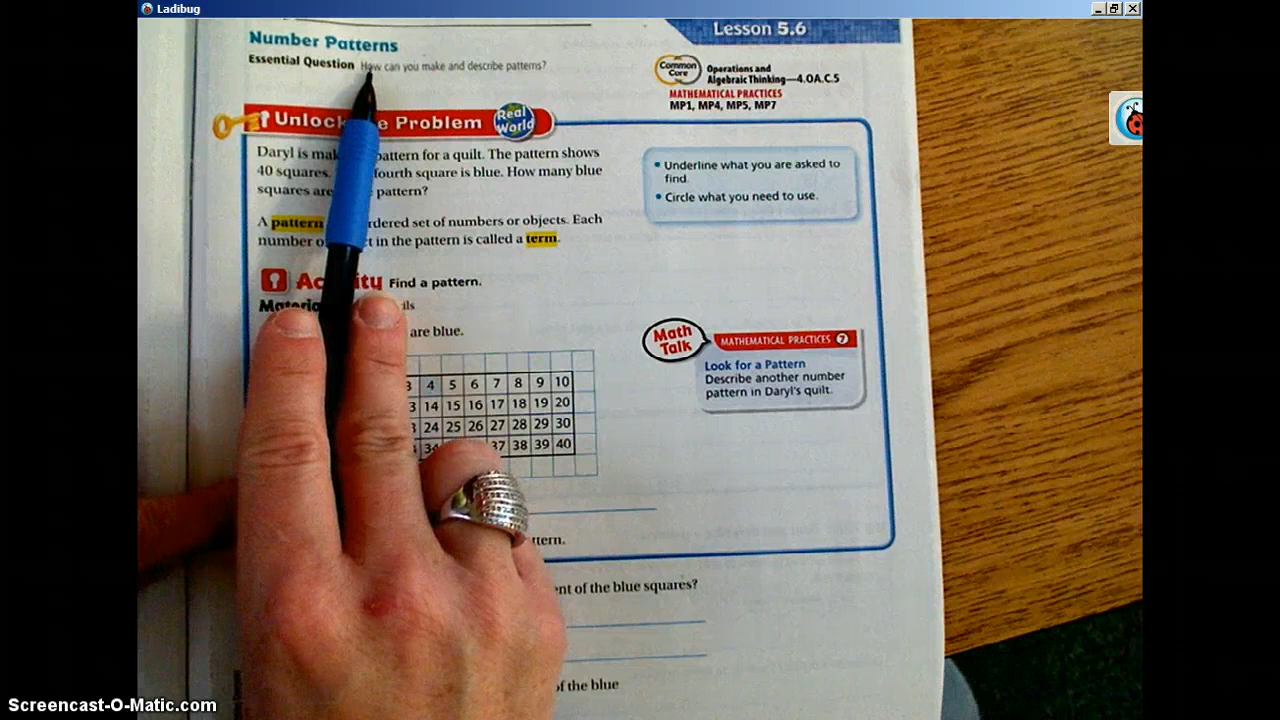 Ladibug
Lesson 5.6
Number Patterns
Essential Question How can you make and describe patterns?
Common Core
Operations and
Algebraic Thinking—4.OA.C.5
MATHEMATICAL PRACTICES
MP1, MP4, MP5, MP7
Unlock Problem
Real World
Daryl is pattern for a quilt. The pattern shows
40 squares. fourth square is blue. How many blue
squares are pattern?
• Underline what you are asked to
find.
• Circle what you need to use.
A pattern ordered set of numbers or objects. Each
number in the pattern is called a term.
Activity Find a pattern.
are blue.
Math Talk
MATHEMATICAL PRACTICES 7
Look for a Pattern
Describe another number
pattern in Daryl's quilt.
3 4 5 6 7 8 9 10
14 15 16 17 18 19 20
24 25 26 27 28 29 30
37 38 39 40
of the blue squares?
of the blue
Screencast-O-Matic.com